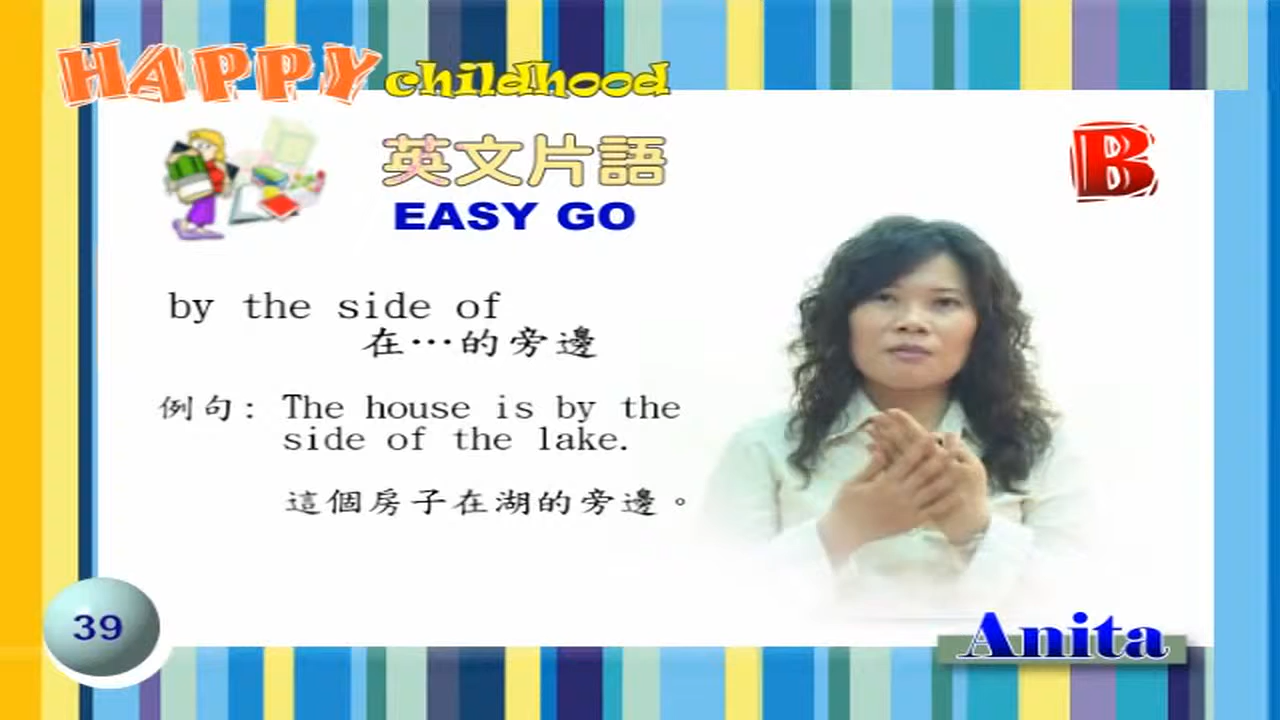 HAPPY childhood
英文片語
B
EASY GO
by the side of
在…的旁邊
例句: The house is by the
side of the lake.
這個房子在湖的旁邊。
39
Anita